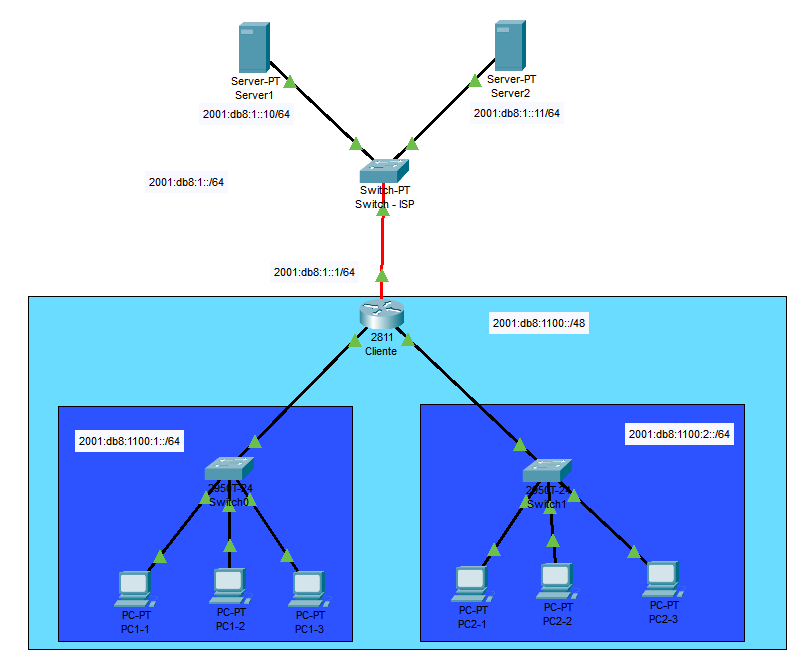 Server-PT
Server1
2001:db8:1::10/64
Server-PT
Server2
2001:db8:1::11/64
2001:db8:1::/64
Switch-PT
Switch - ISP
2001:db8:1::1/64
2811
Cliente
2001:db8:1100::/48
2001:db8:1100:1::/64
2001:db8:1100:2::/64
2950T-24
Switch0
2950T-24
Switch1
PC-PT
PC1-1
PC-PT
PC1-2
PC-PT
PC1-3
PC-PT
PC2-1
PC-PT
PC2-2
PC-PT
PC2-3